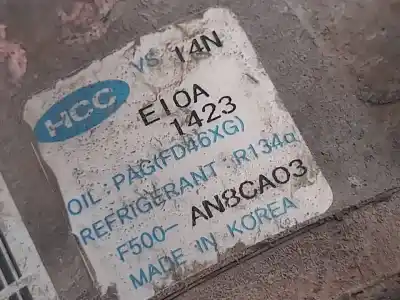 VS 14N
HCC
E10A
1423
OIL PAG(FD46XG)
REFRIGERANT R134a
F500- AN8CA03
MADE IN KOREA